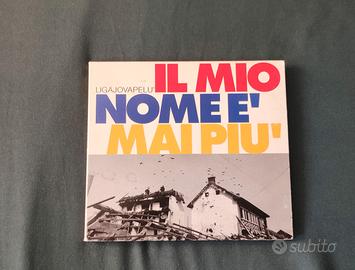 LIGAJOVAPELU' IL MIO
NOME E'
MAI PIU'
subito